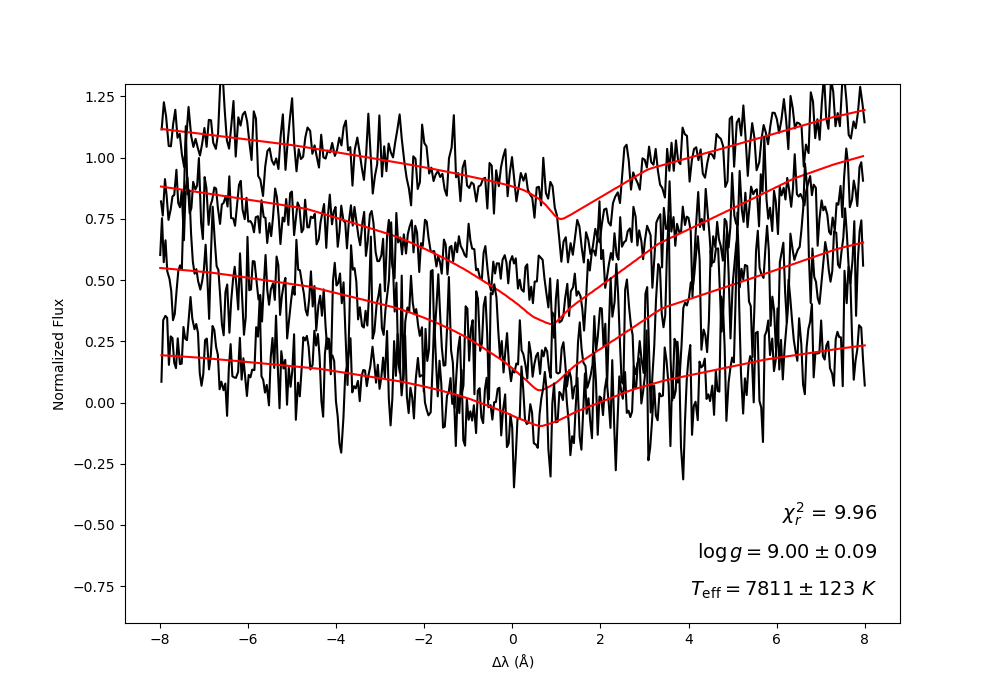 1.25
1.00
0.75
0.50
0.25
0.00
−0.25
−0.50
−0.75
Normalized Flux
−8 −6 −4 −2 0 2 4 6 8
Δλ (Å)
χ²ᵣ = 9.96
log g = 9.00 ± 0.09
T_eff = 7811 ± 123 K